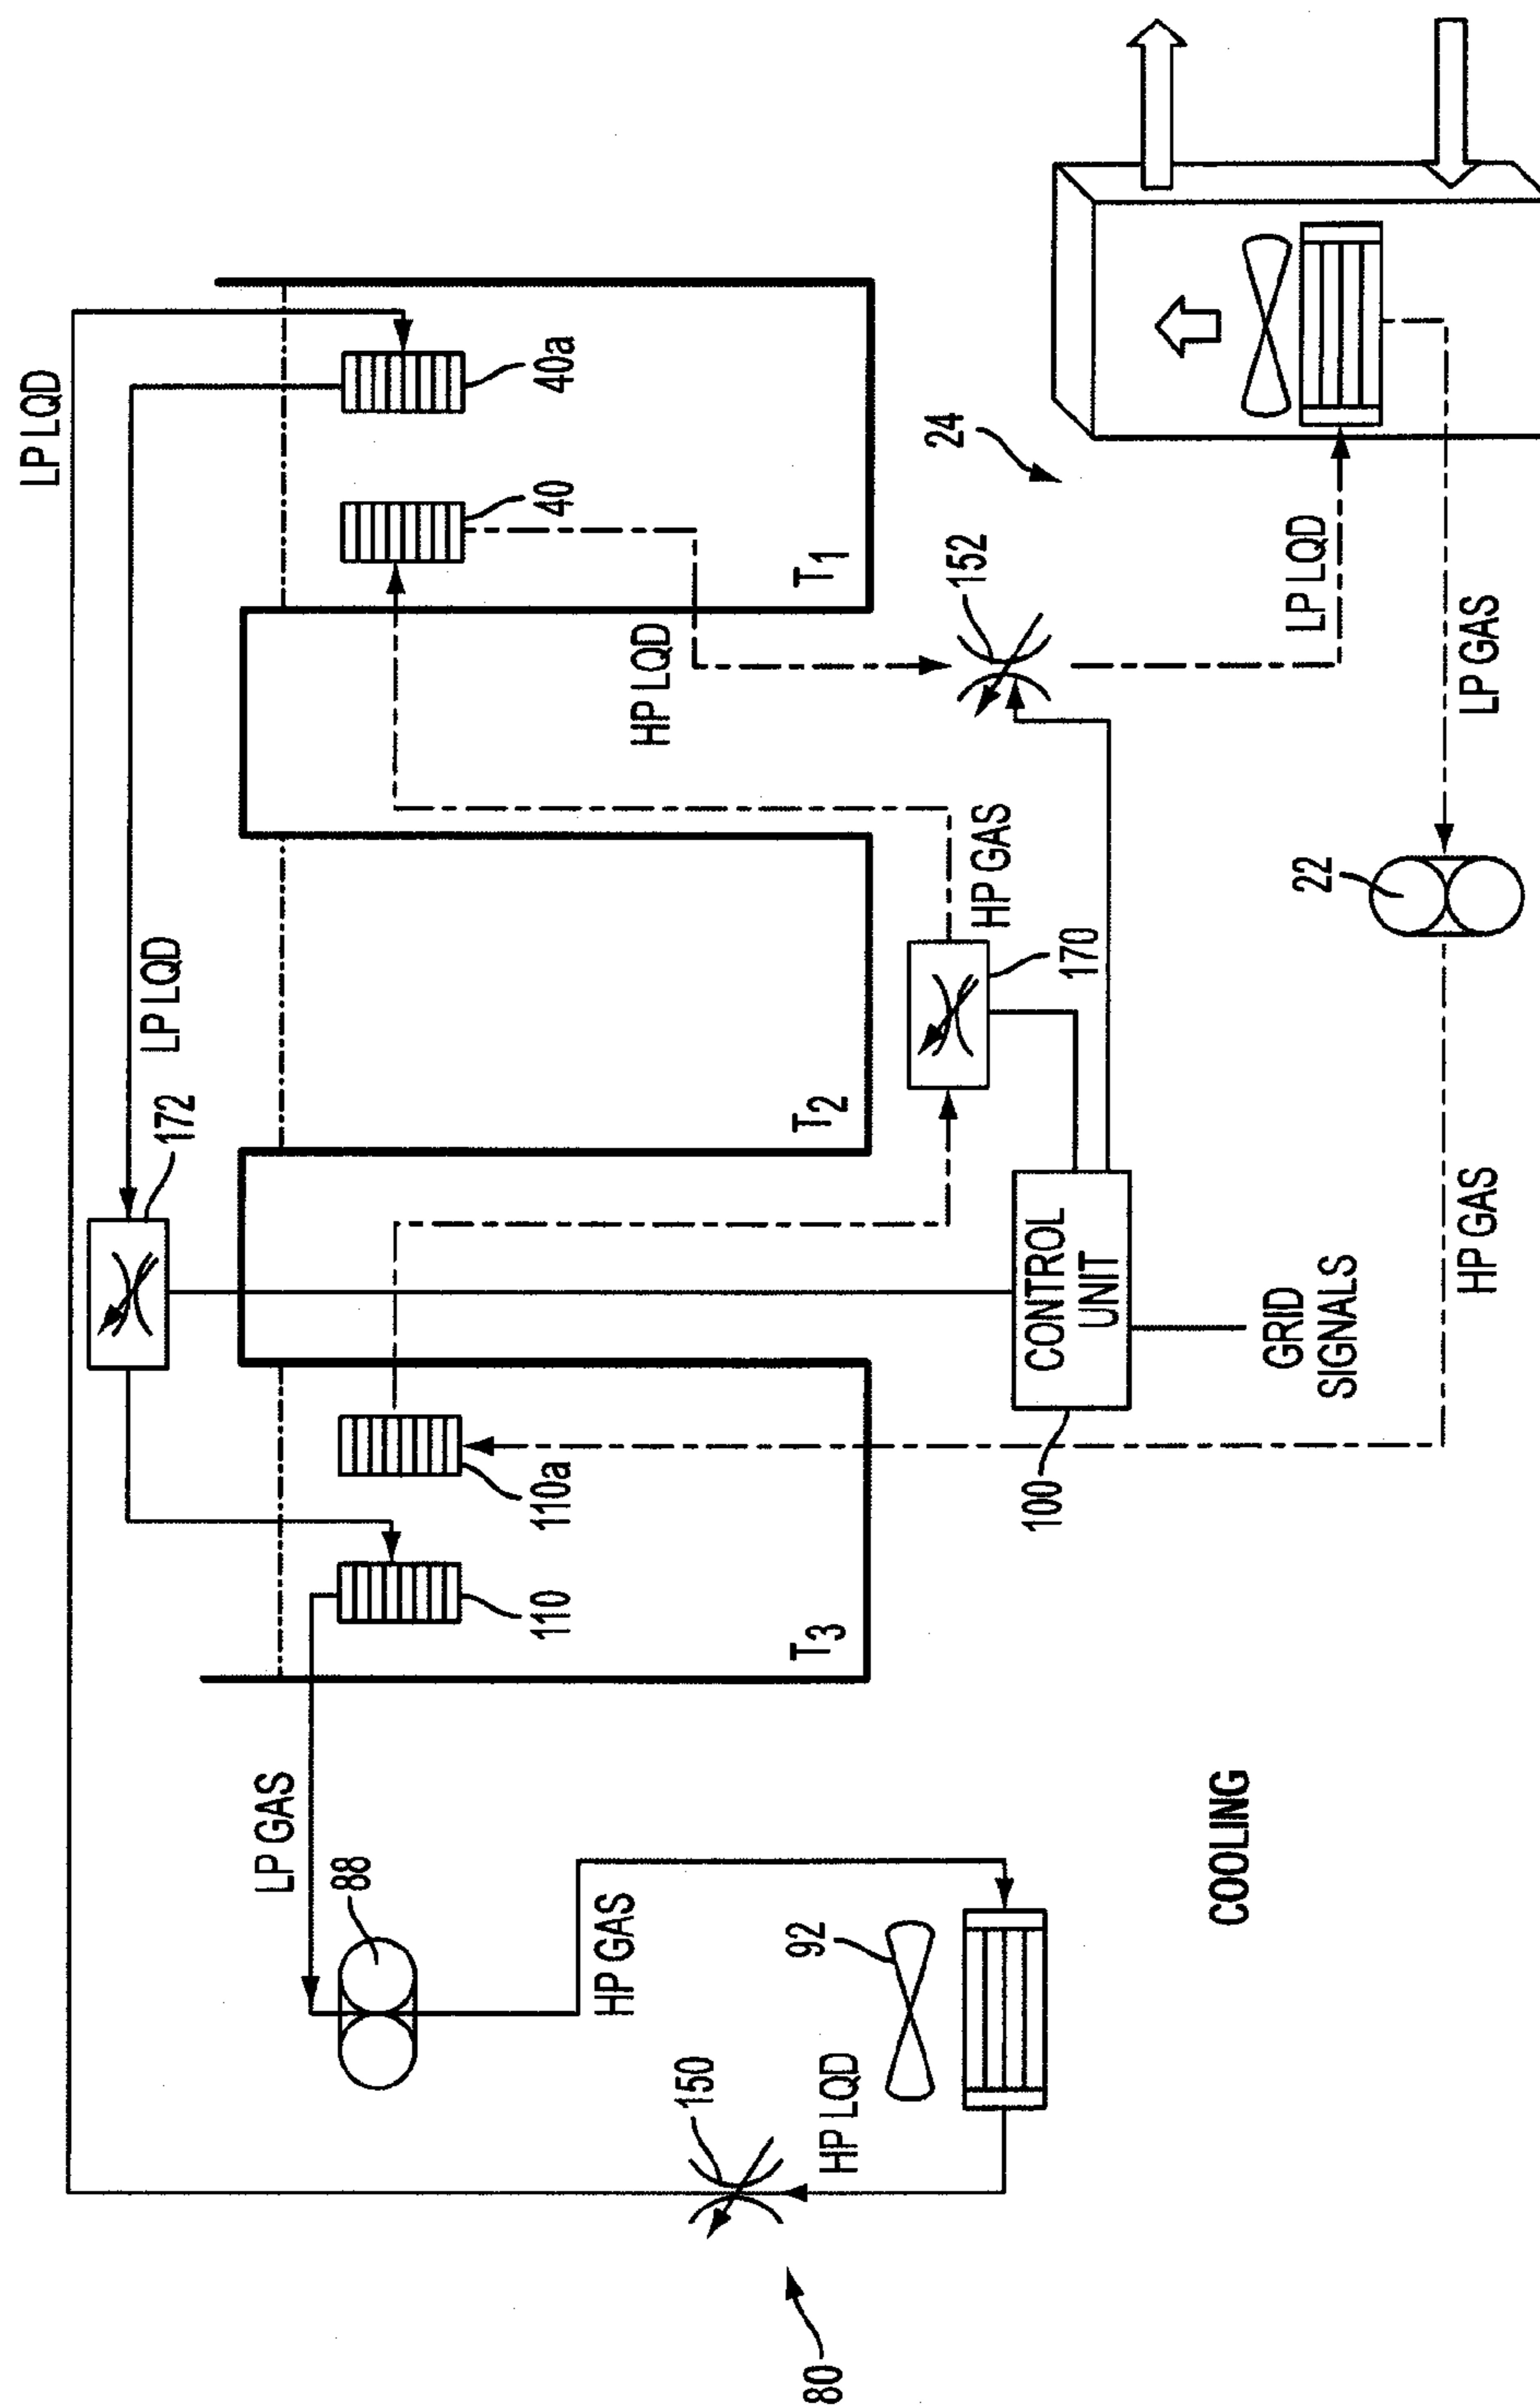 LP LQD
LP LQD
172
40a
40
T1
HP LQD
T2
HP GAS
170
152
24
LP LQD
LP GAS
22
HP GAS
110a
110
T3
CONTROL
UNIT
100
GRID
SIGNALS
LP GAS
88
HP GAS
92
150
HP LQD
80
COOLING